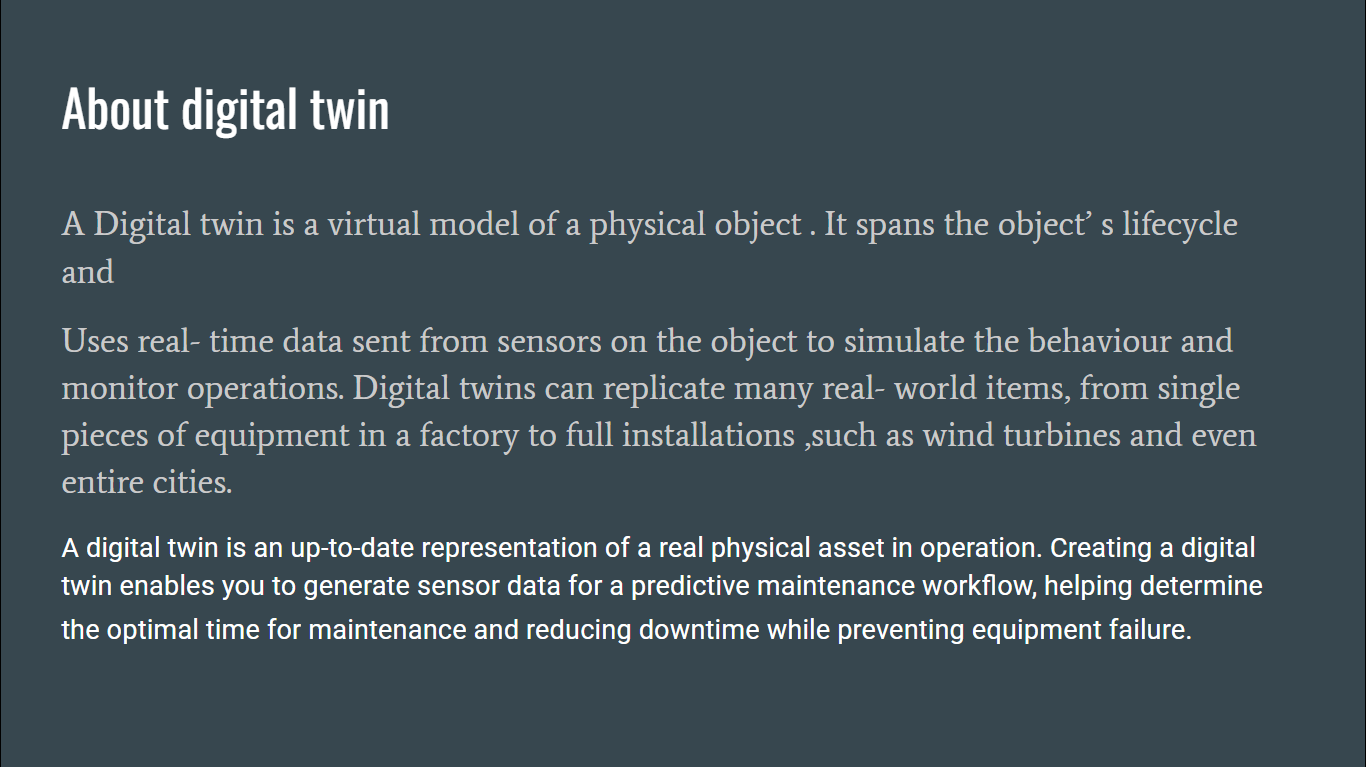 About digital twin
A Digital twin is a virtual model of a physical object . It spans the object’ s lifecycle
and
Uses real- time data sent from sensors on the object to simulate the behaviour and
monitor operations. Digital twins can replicate many real- world items, from single
pieces of equipment in a factory to full installations ,such as wind turbines and even
entire cities.
A digital twin is an up-to-date representation of a real physical asset in operation. Creating a digital
twin enables you to generate sensor data for a predictive maintenance workflow, helping determine
the optimal time for maintenance and reducing downtime while preventing equipment failure.